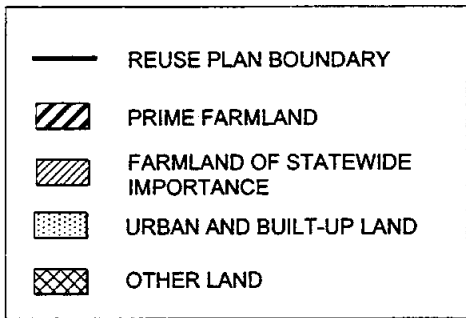 REUSE PLAN BOUNDARY
PRIME FARMLAND
FARMLAND OF STATEWIDE
IMPORTANCE
URBAN AND BUILT-UP LAND
OTHER LAND